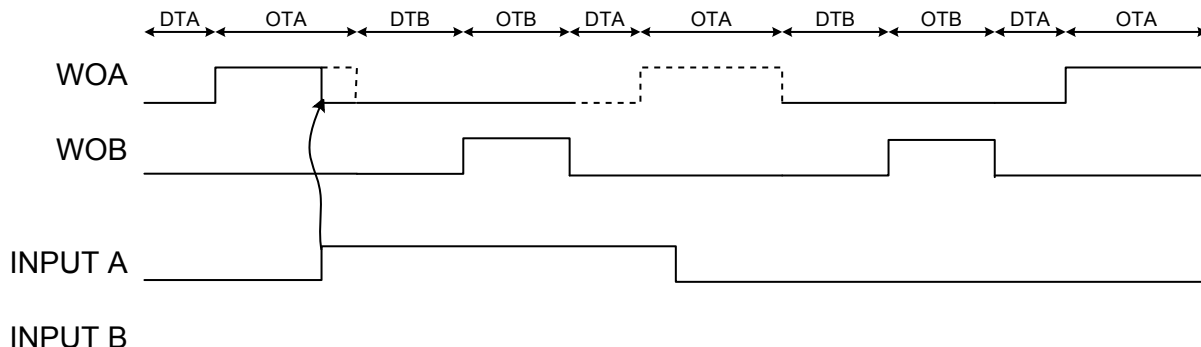 DTA OTA DTB OTB DTA OTA DTB OTB DTA OTA
WOA
WOB
INPUT A
INPUT B